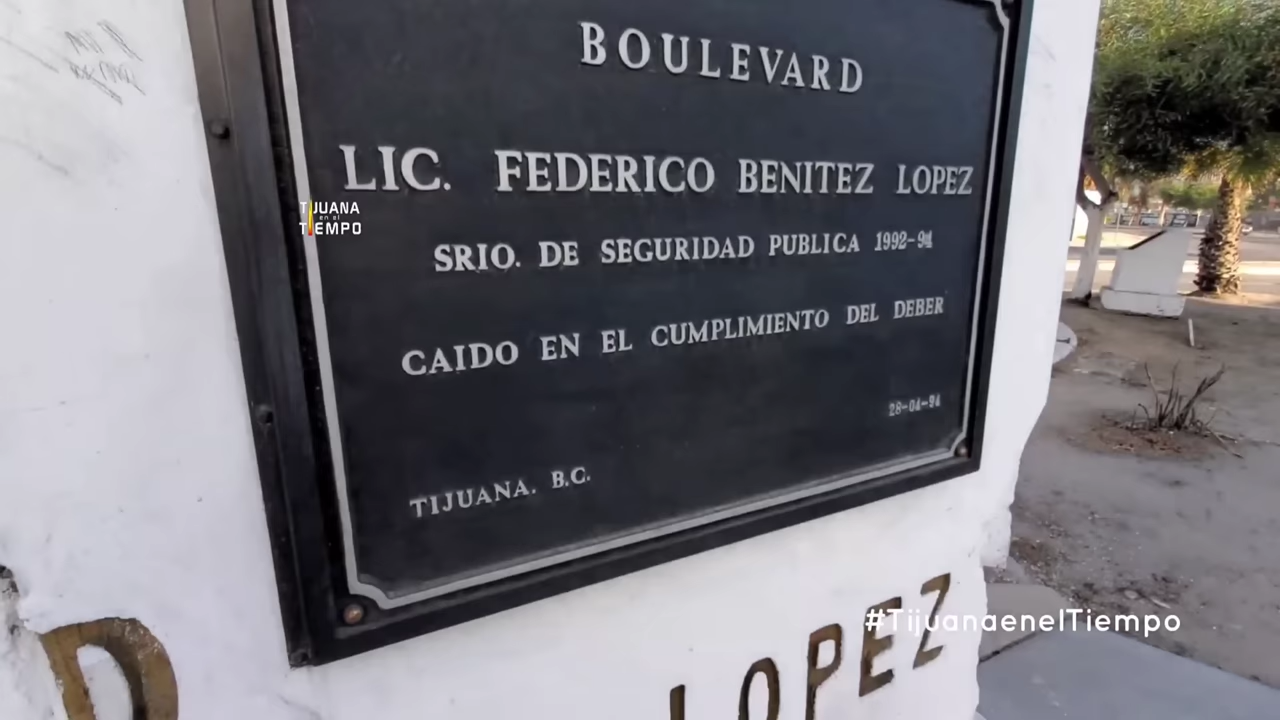 BOULEVARD
LIC. FEDERICO BENITEZ LOPEZ
TIJUANA
en el
TIEMPO
SRIO. DE SEGURIDAD PUBLICA 1992-94
CAIDO EN EL CUMPLIMIENTO DEL DEBER
28-04-94
TIJUANA. B.C.
#TijuanaenelTiempo
LOPEZ